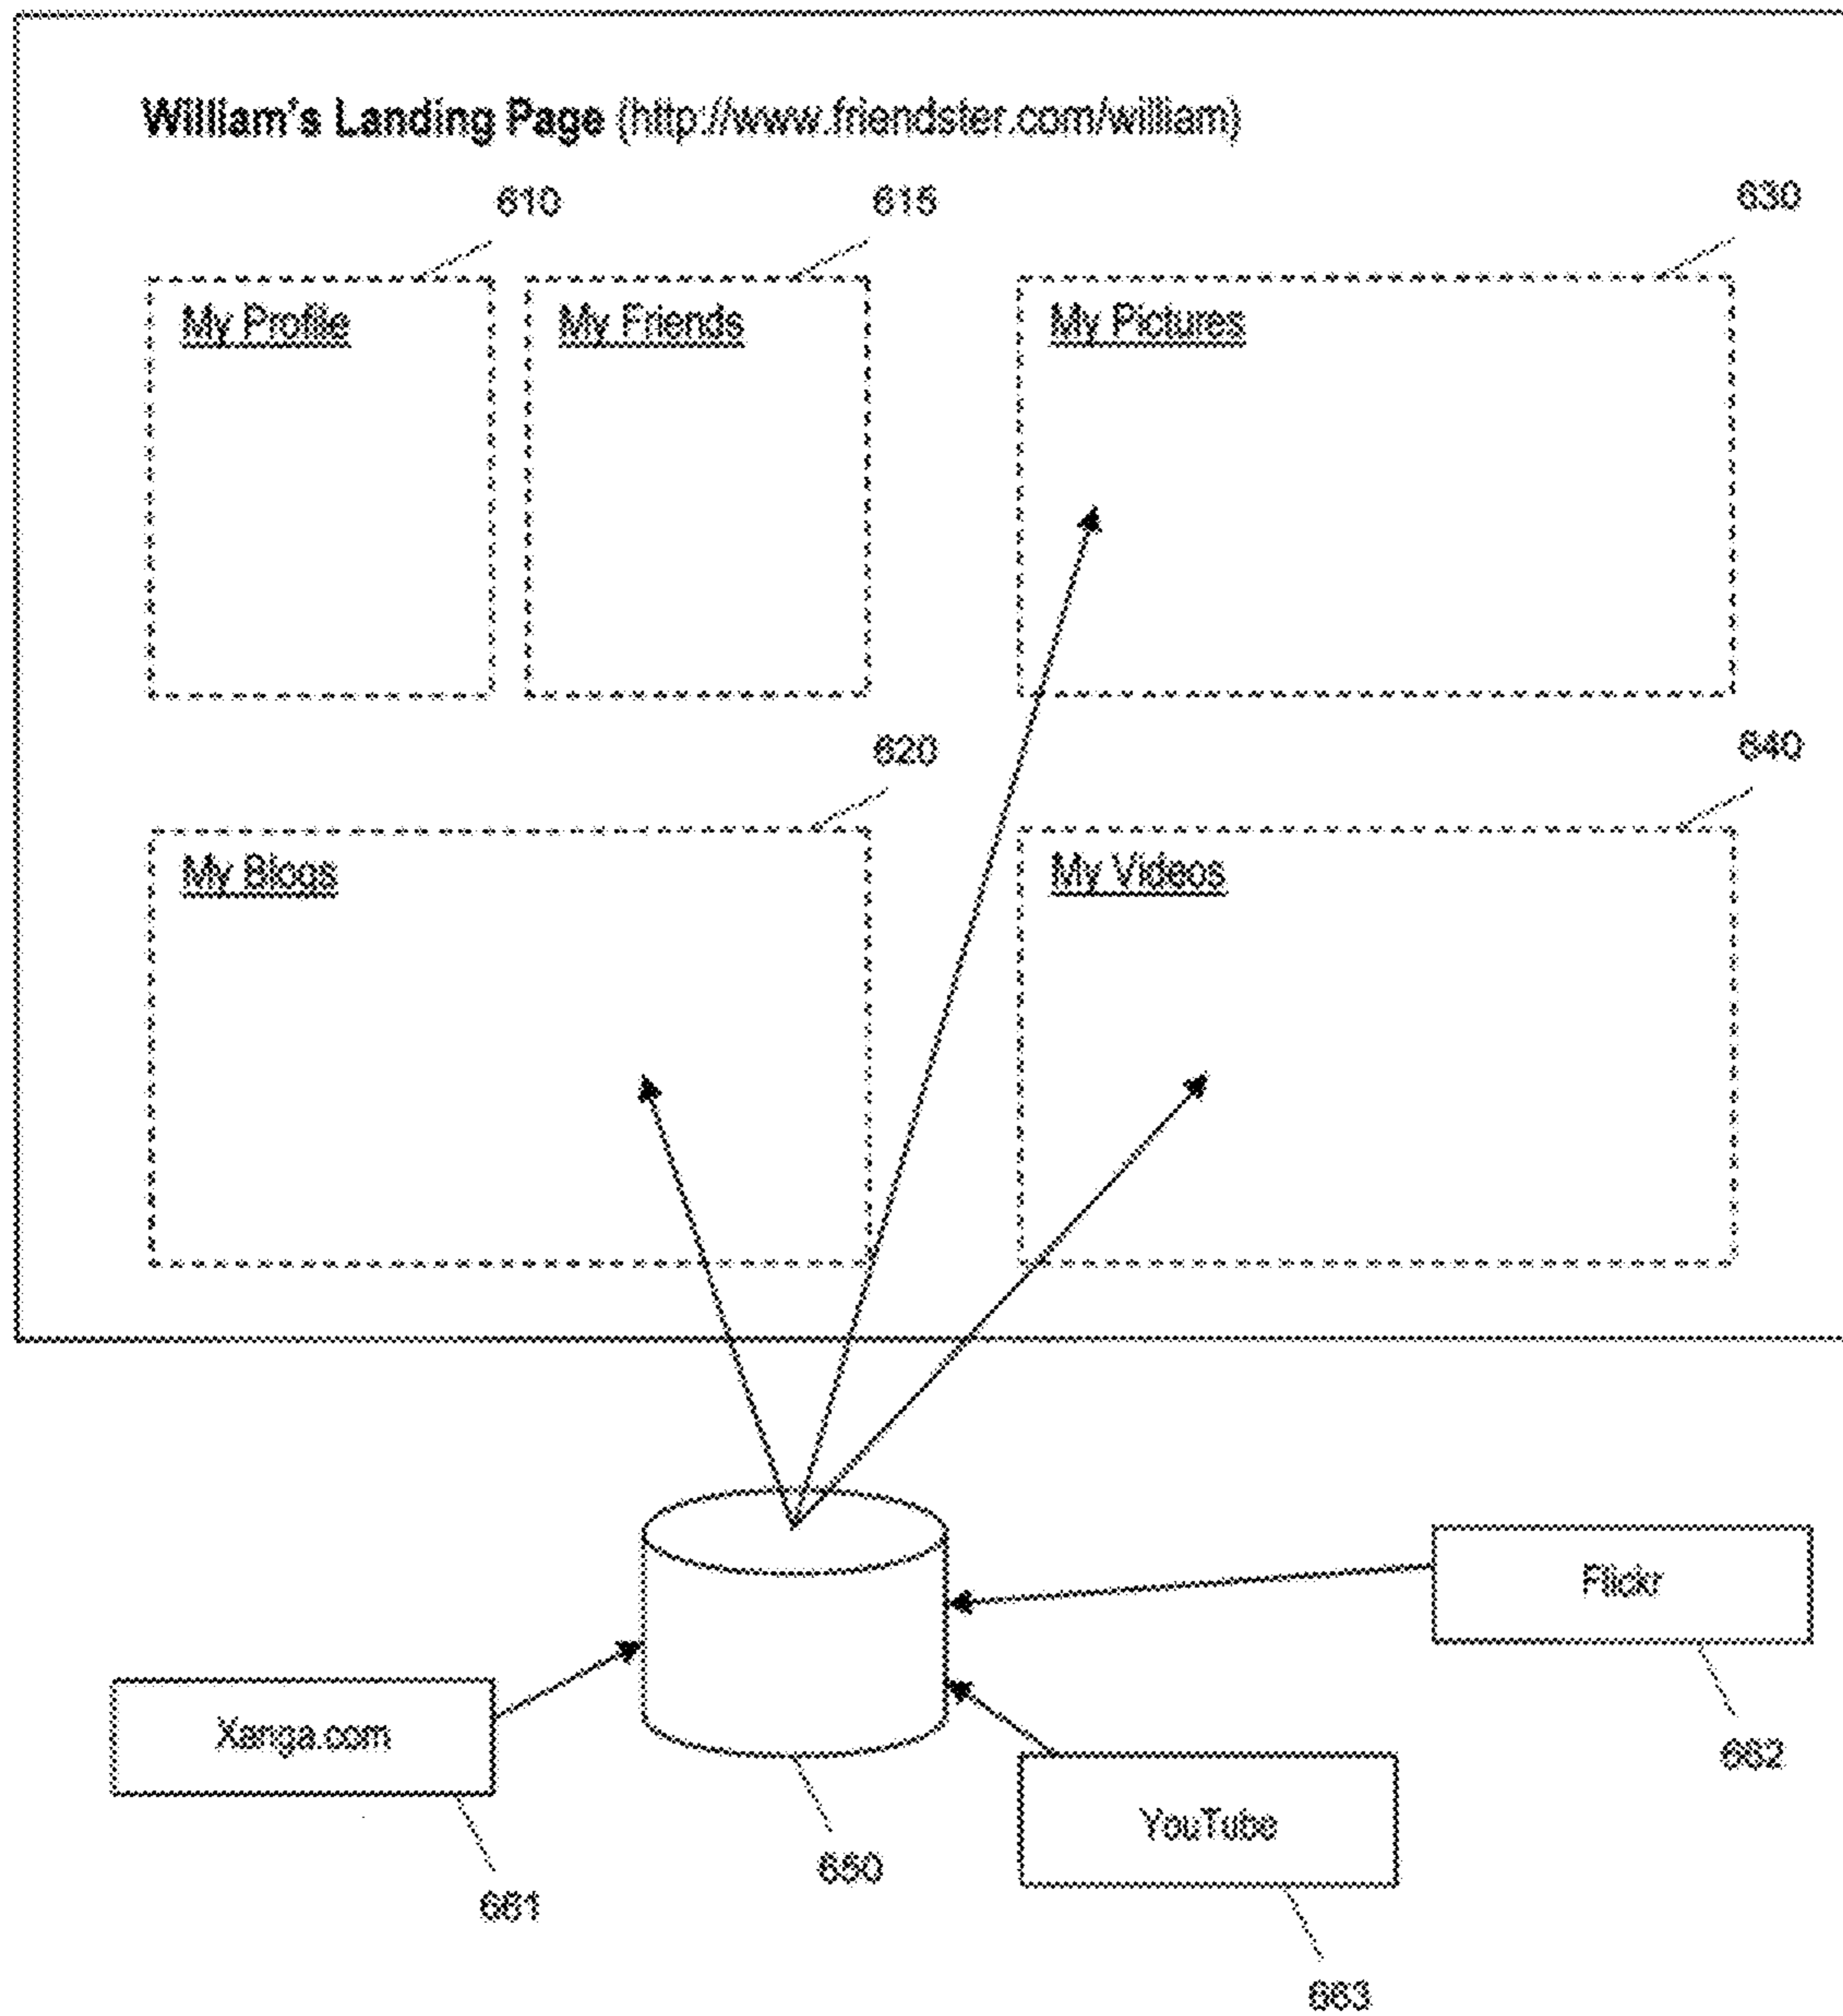 William's Landing Page (http://www.friendster.com/william)
610
615
630
My Profile
My Friends
My Pictures
620
640
My Blogs
My Videos
Flickr
Xanga.com
662
YouTube
650
661
663